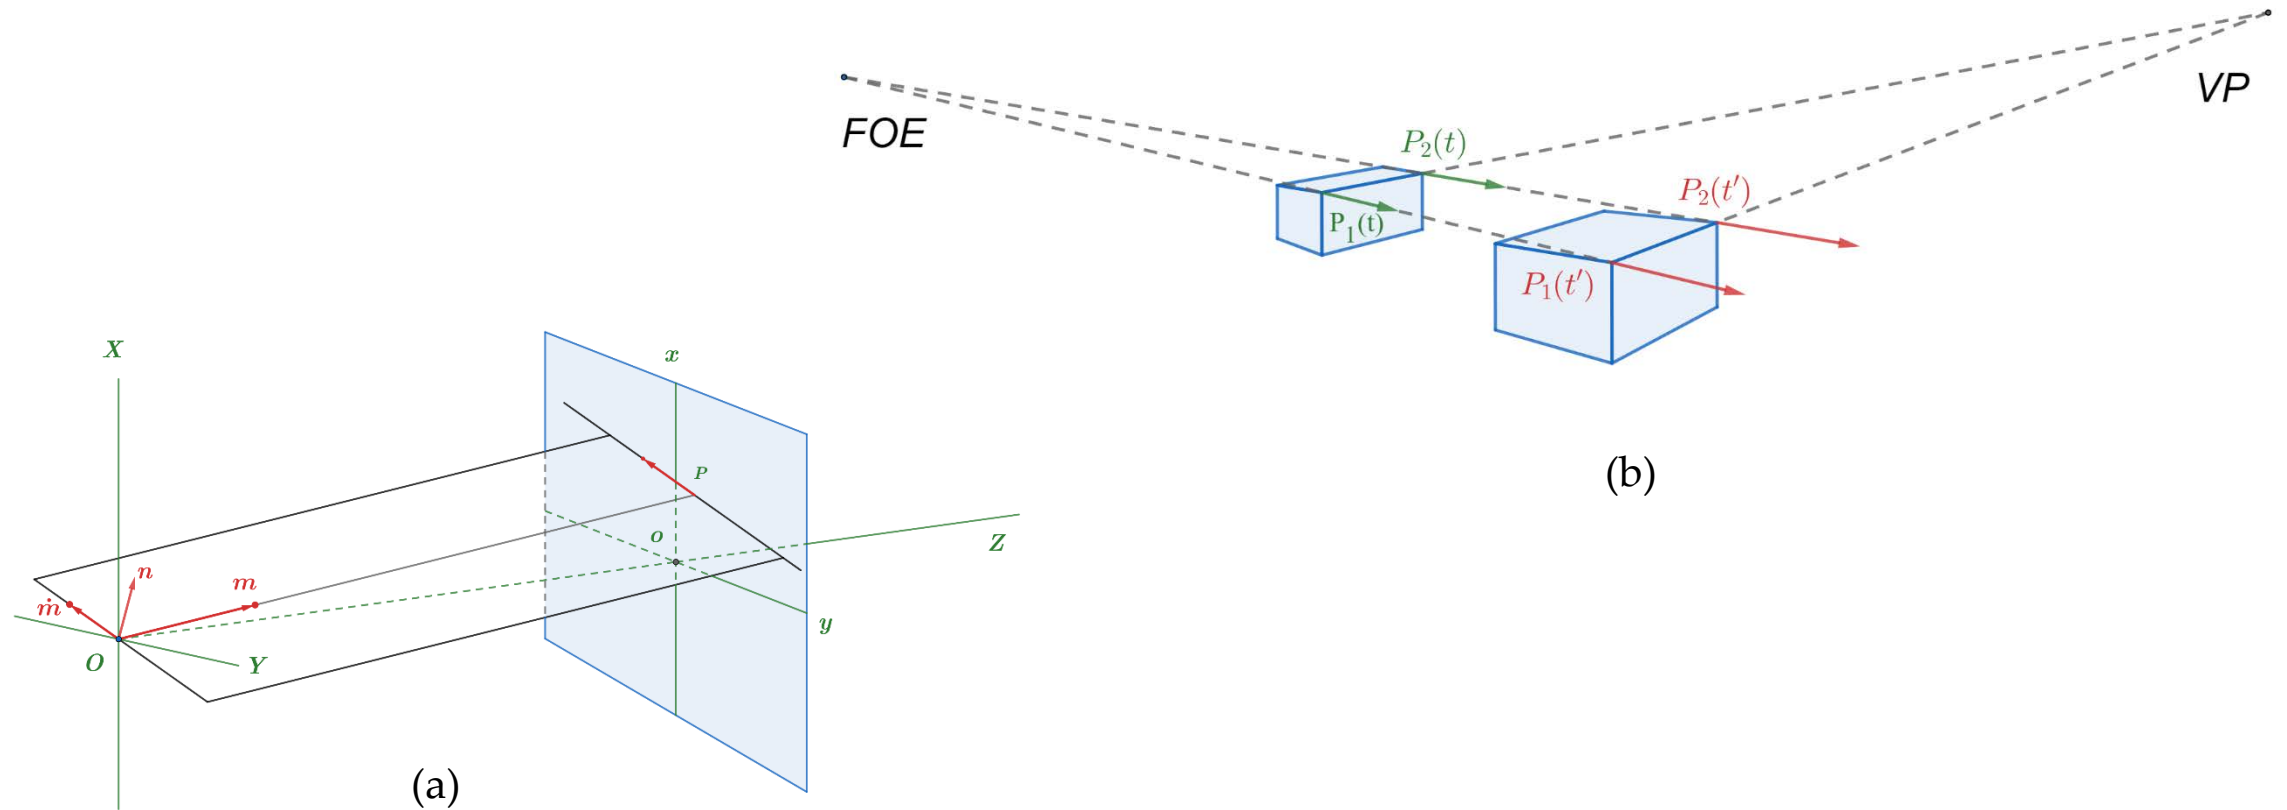 VP
FOE
P₂(t)
P₁(t)
P₂(t′)
P₁(t′)
(b)
X
x
P
o
Z
n
m
ṁ
O
Y
y
(a)